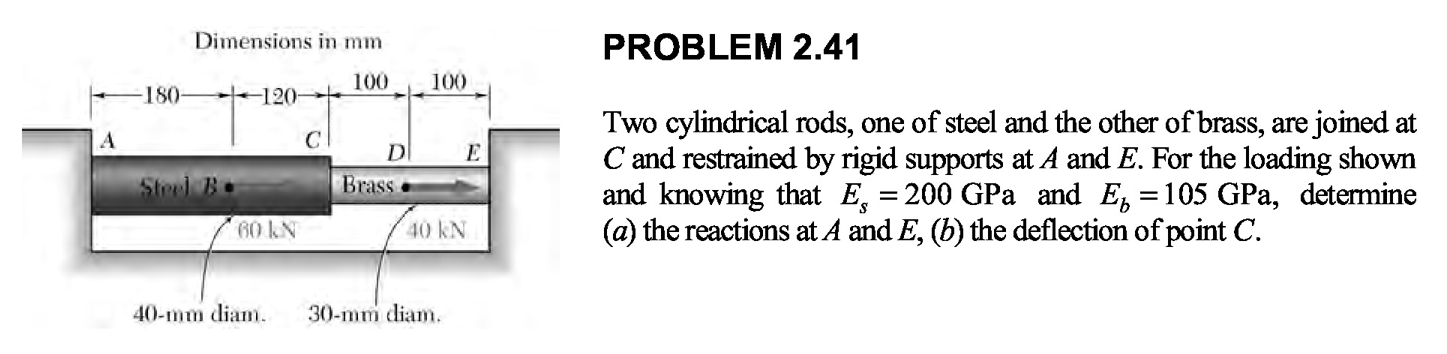 Dimensions in mm
180 120 100 100
A C D E
Steel B Brass
60 kN 40 kN
40-mm diam. 30-mm diam.
PROBLEM 2.41
Two cylindrical rods, one of steel and the other of brass, are joined at
C and restrained by rigid supports at A and E. For the loading shown
and knowing that Eₛ = 200 GPa and E_b = 105 GPa, determine
(a) the reactions at A and E, (b) the deflection of point C.